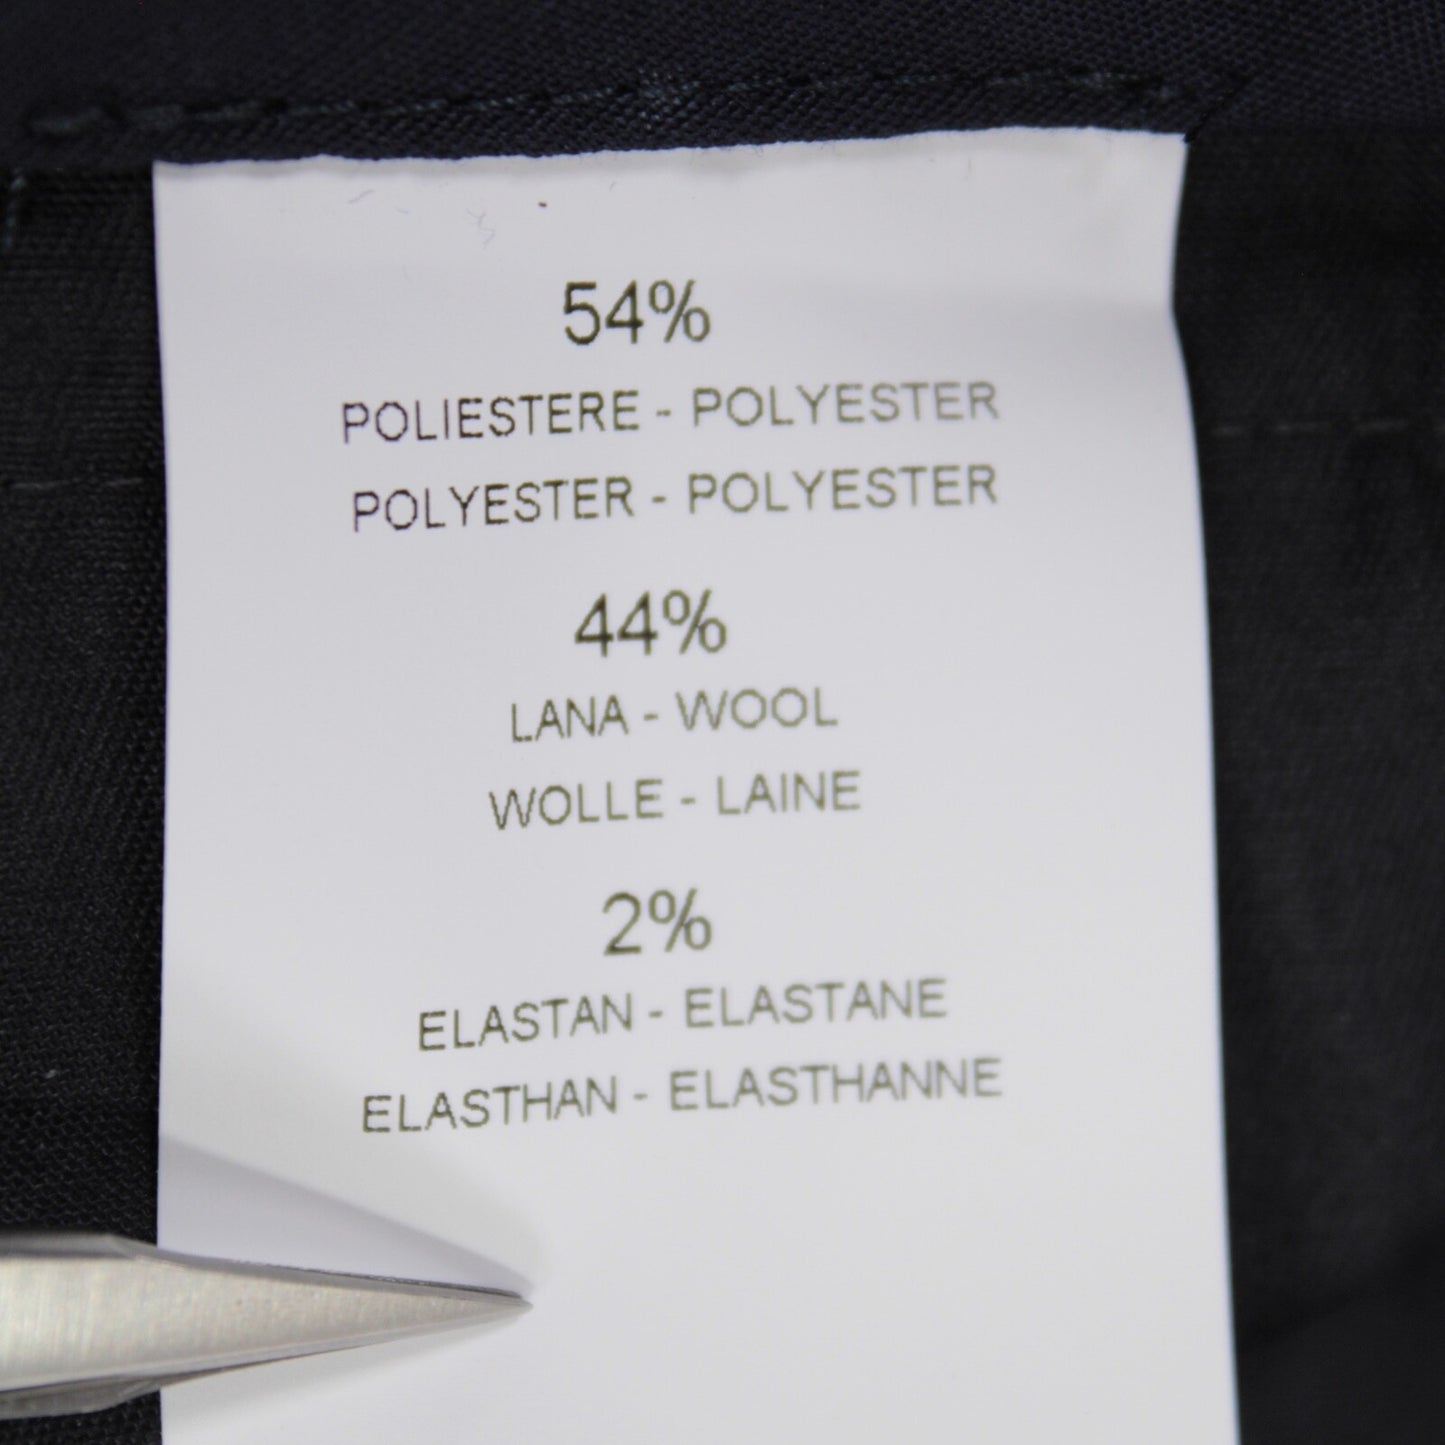 54%
POLIESTERE - POLYESTER
POLYESTER - POLYESTER
44%
LANA - WOOL
WOLLE - LAINE
2%
ELASTAN - ELASTANE
ELASTHAN - ELASTHANNE